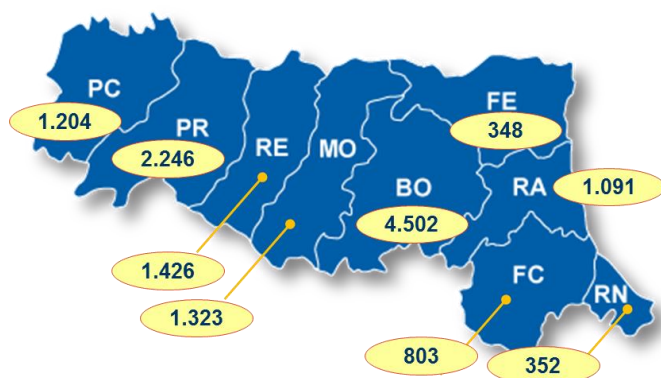 PC
1.204
PR
2.246
RE
MO
FE
348
BO
4.502
RA
1.091
1.426
1.323
FC
RN
803
352